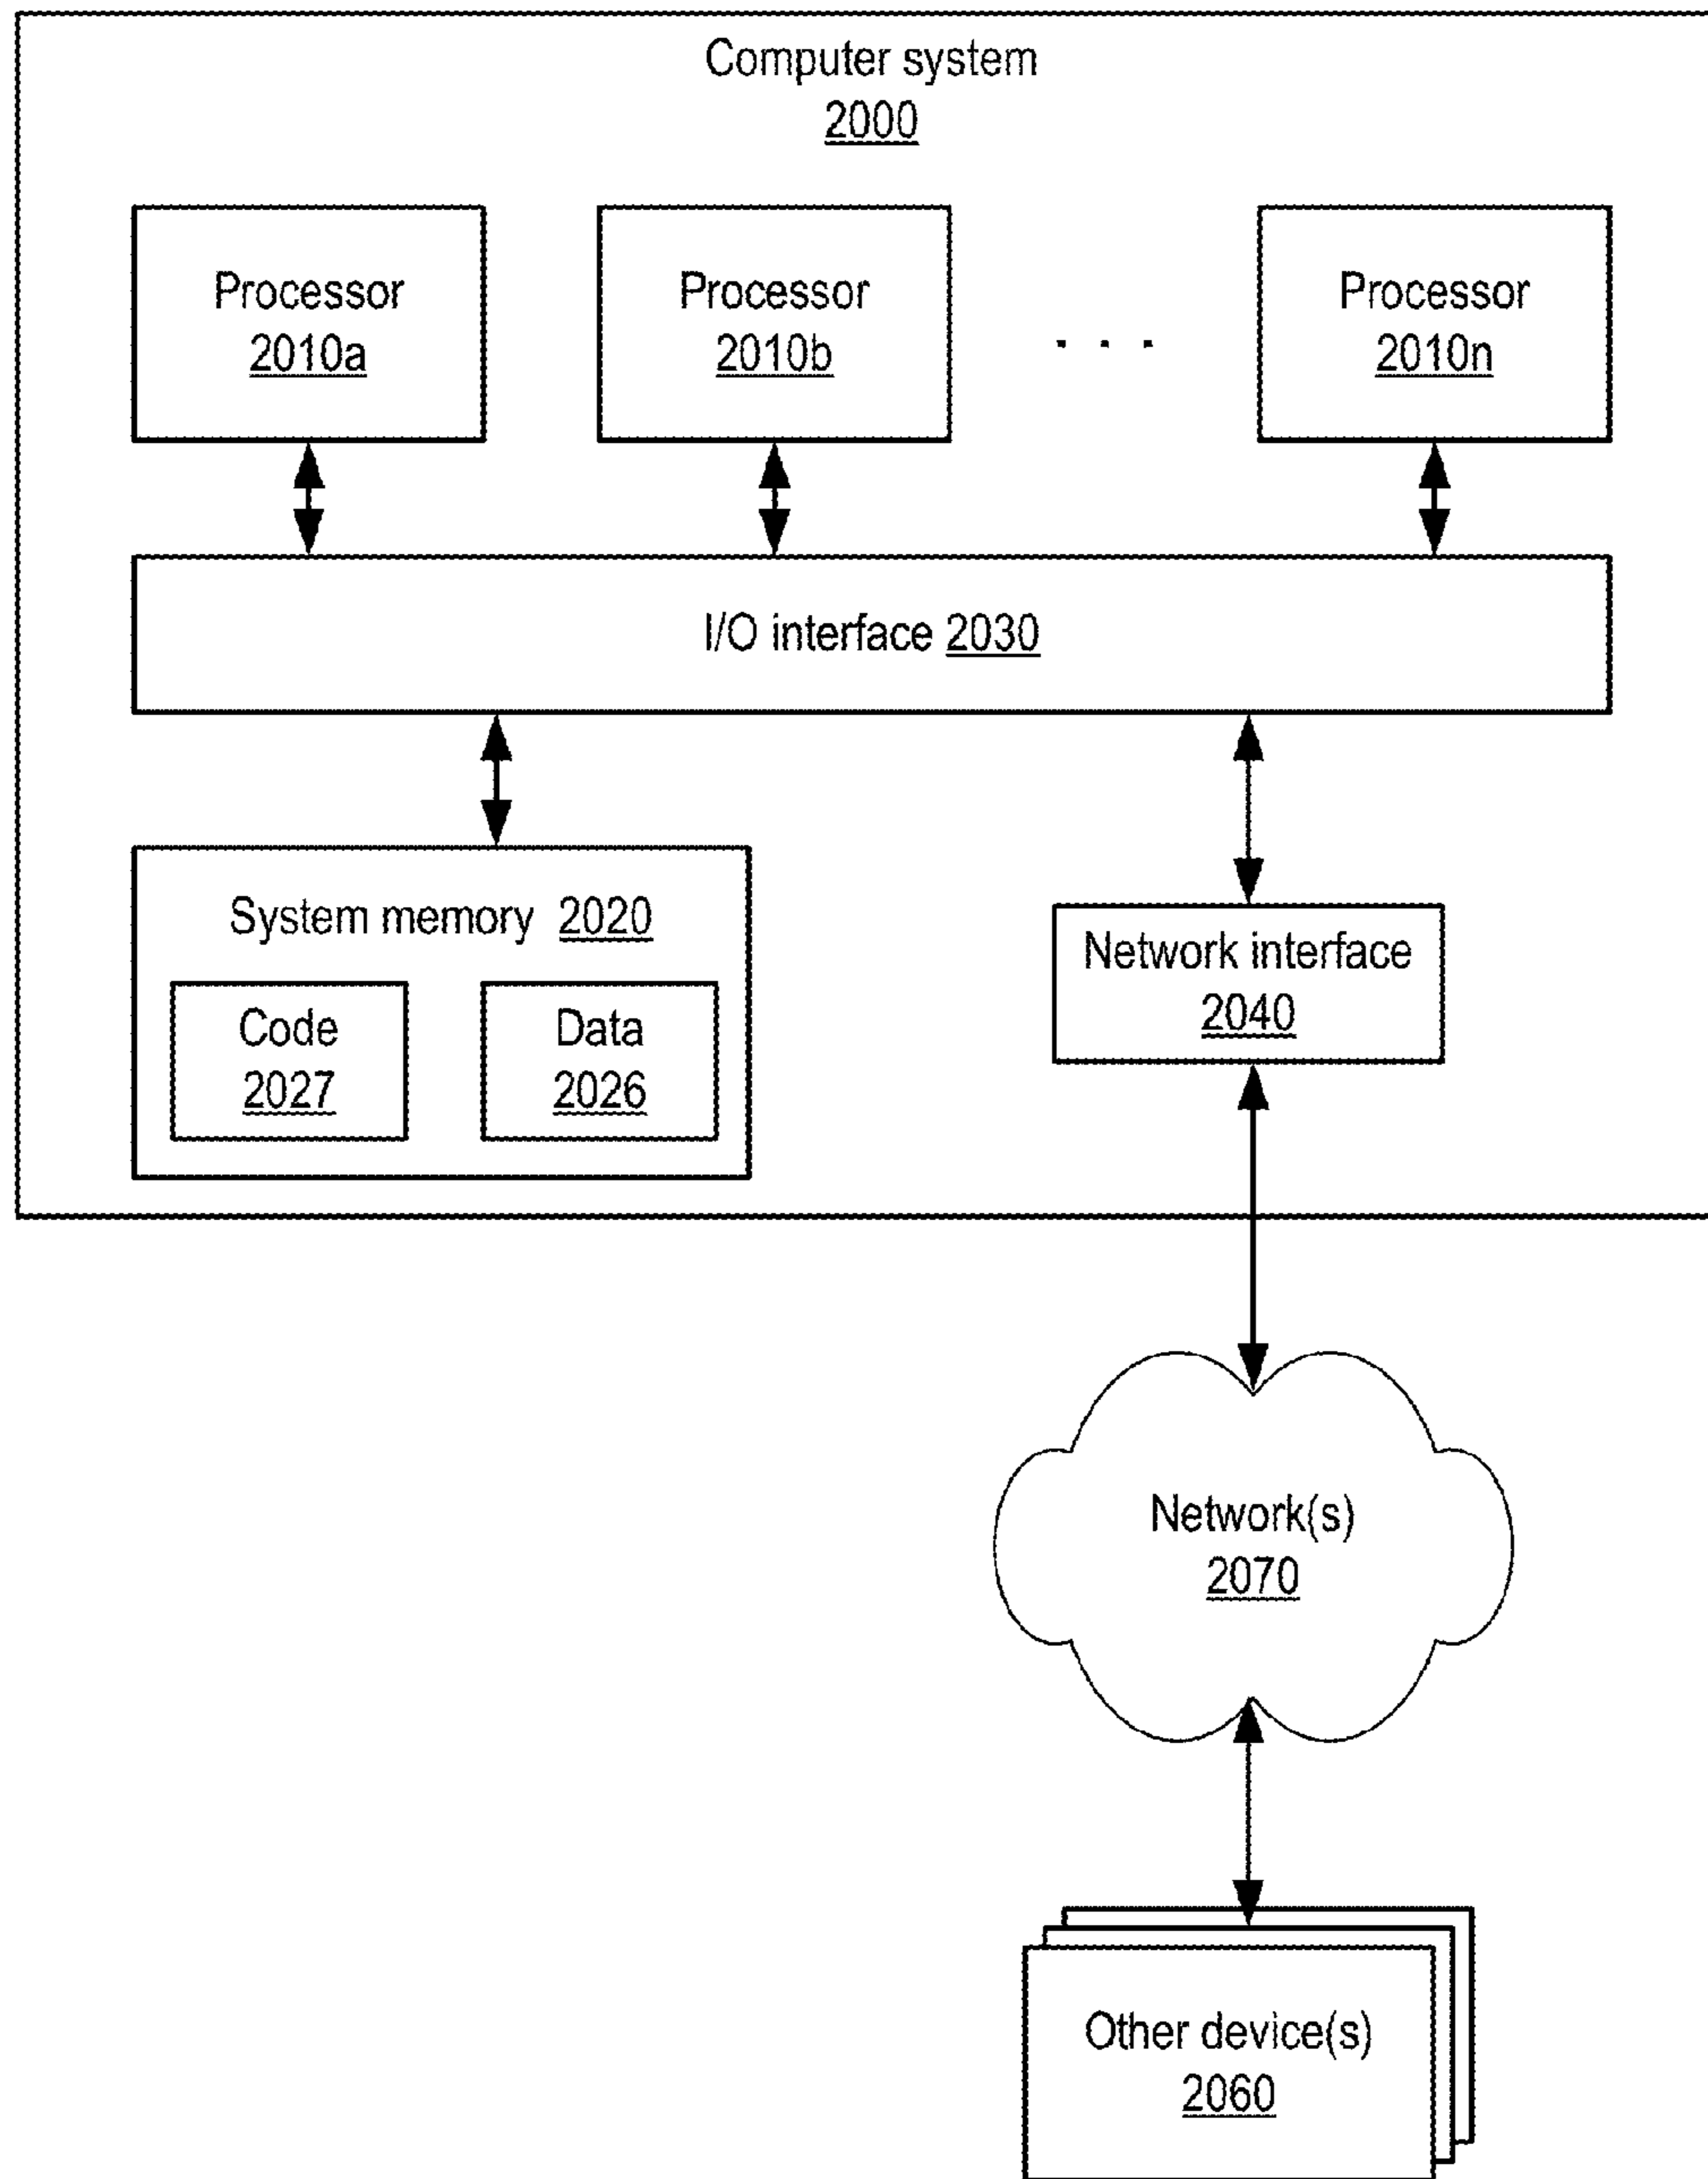 Computer system
2000
Processor
2010a
Processor
2010b
. . .
Processor
2010n
I/O interface 2030
System memory 2020
Code
2027
Data
2026
Network interface
2040
Network(s)
2070
Other device(s)
2060